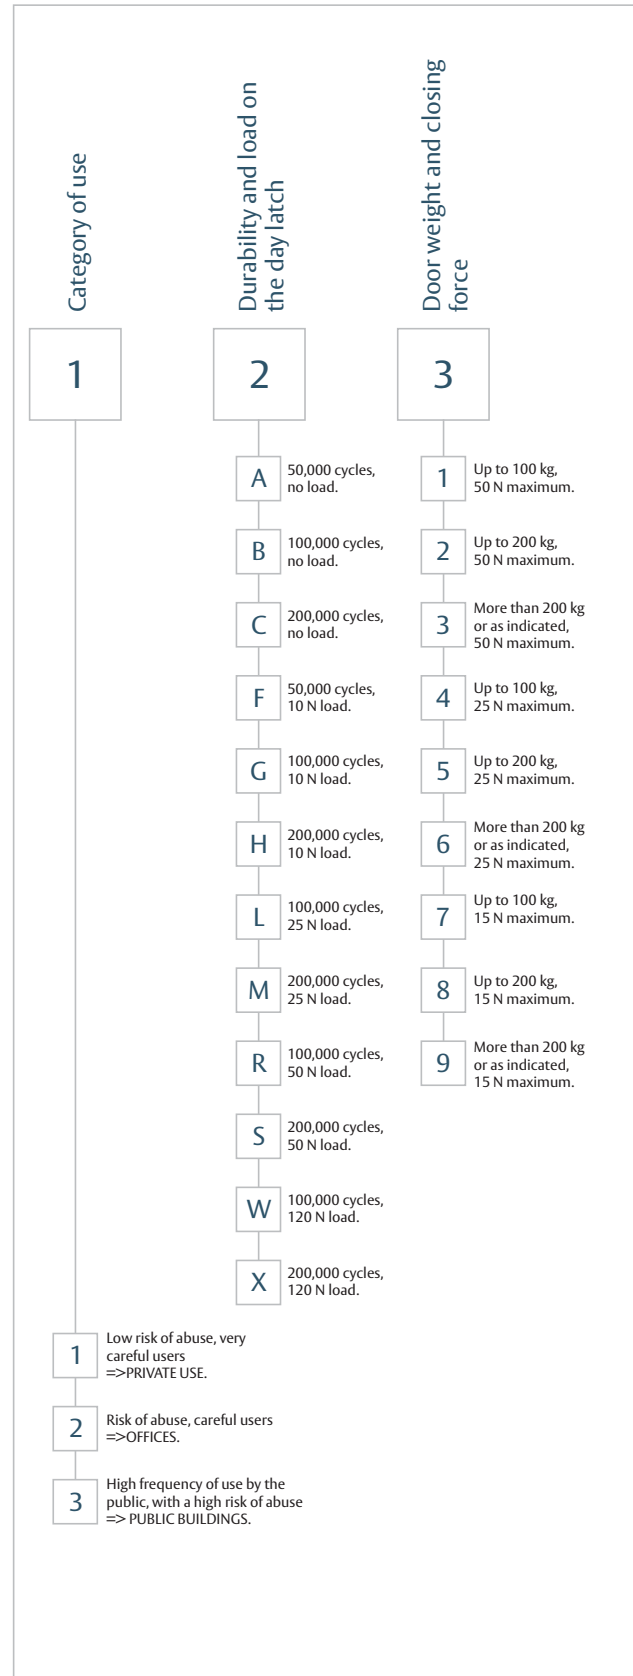 Category of use
1
1
Low risk of abuse, very
careful users
=>PRIVATE USE.
2
Risk of abuse, careful users
=>OFFICES.
3
High frequency of use by the
public, with a high risk of abuse
=> PUBLIC BUILDINGS.
Durability and load on
the day latch
2
A
50,000 cycles,
no load.
B
100,000 cycles,
no load.
C
200,000 cycles,
no load.
F
50,000 cycles,
10 N load.
G
100,000 cycles,
10 N load.
H
200,000 cycles,
10 N load.
L
100,000 cycles,
25 N load.
M
200,000 cycles,
25 N load.
R
100,000 cycles,
50 N load.
S
200,000 cycles,
50 N load.
W
100,000 cycles,
120 N load.
X
200,000 cycles,
120 N load.
Door weight and closing
force
3
1
Up to 100 kg,
50 N maximum.
2
Up to 200 kg,
50 N maximum.
3
More than 200 kg
or as indicated,
50 N maximum.
4
Up to 100 kg,
25 N maximum.
5
Up to 200 kg,
25 N maximum.
6
More than 200 kg
or as indicated,
25 N maximum.
7
Up to 100 kg,
15 N maximum.
8
Up to 200 kg,
15 N maximum.
9
More than 200 kg
or as indicated,
15 N maximum.